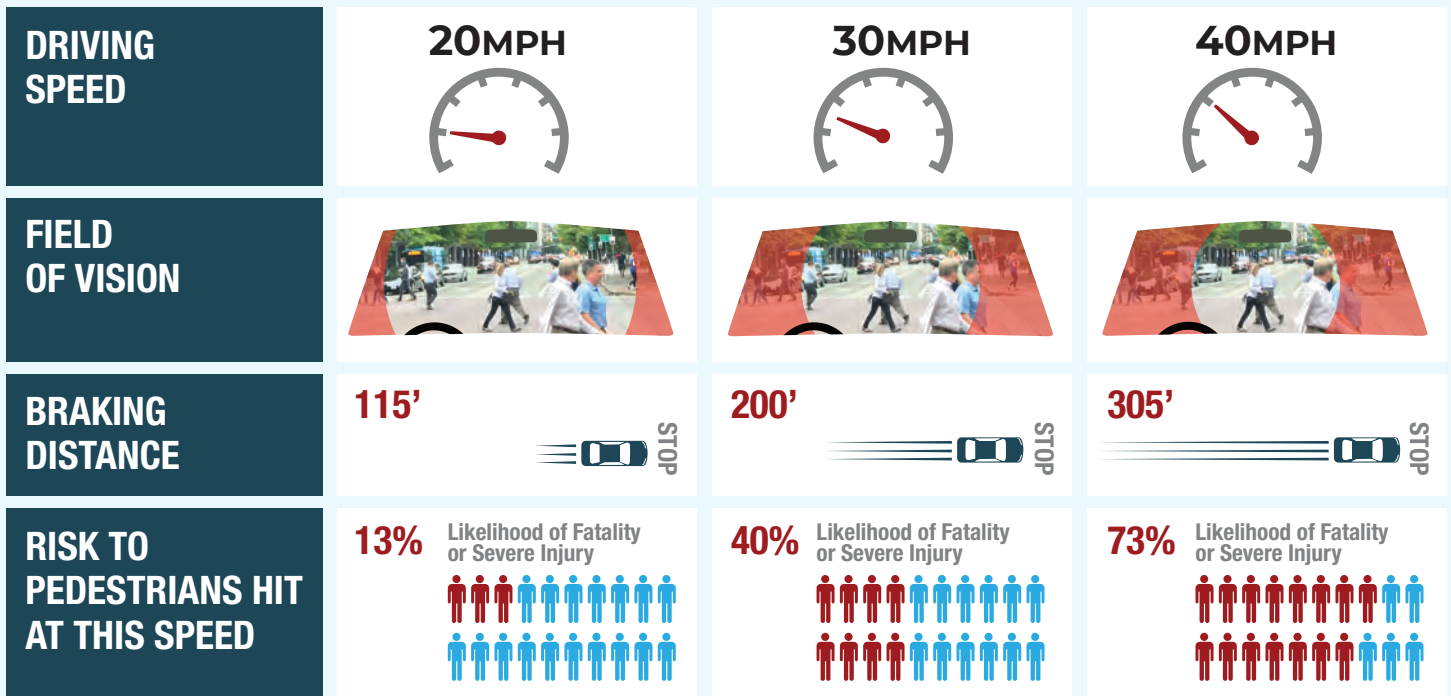 DRIVING
SPEED
20MPH
30MPH
40MPH
FIELD
OF VISION
BRAKING
DISTANCE
115’
STOP
200’
STOP
305’
STOP
RISK TO
PEDESTRIANS HIT
AT THIS SPEED
13%
Likelihood of Fatality
or Severe Injury
40%
Likelihood of Fatality
or Severe Injury
73%
Likelihood of Fatality
or Severe Injury